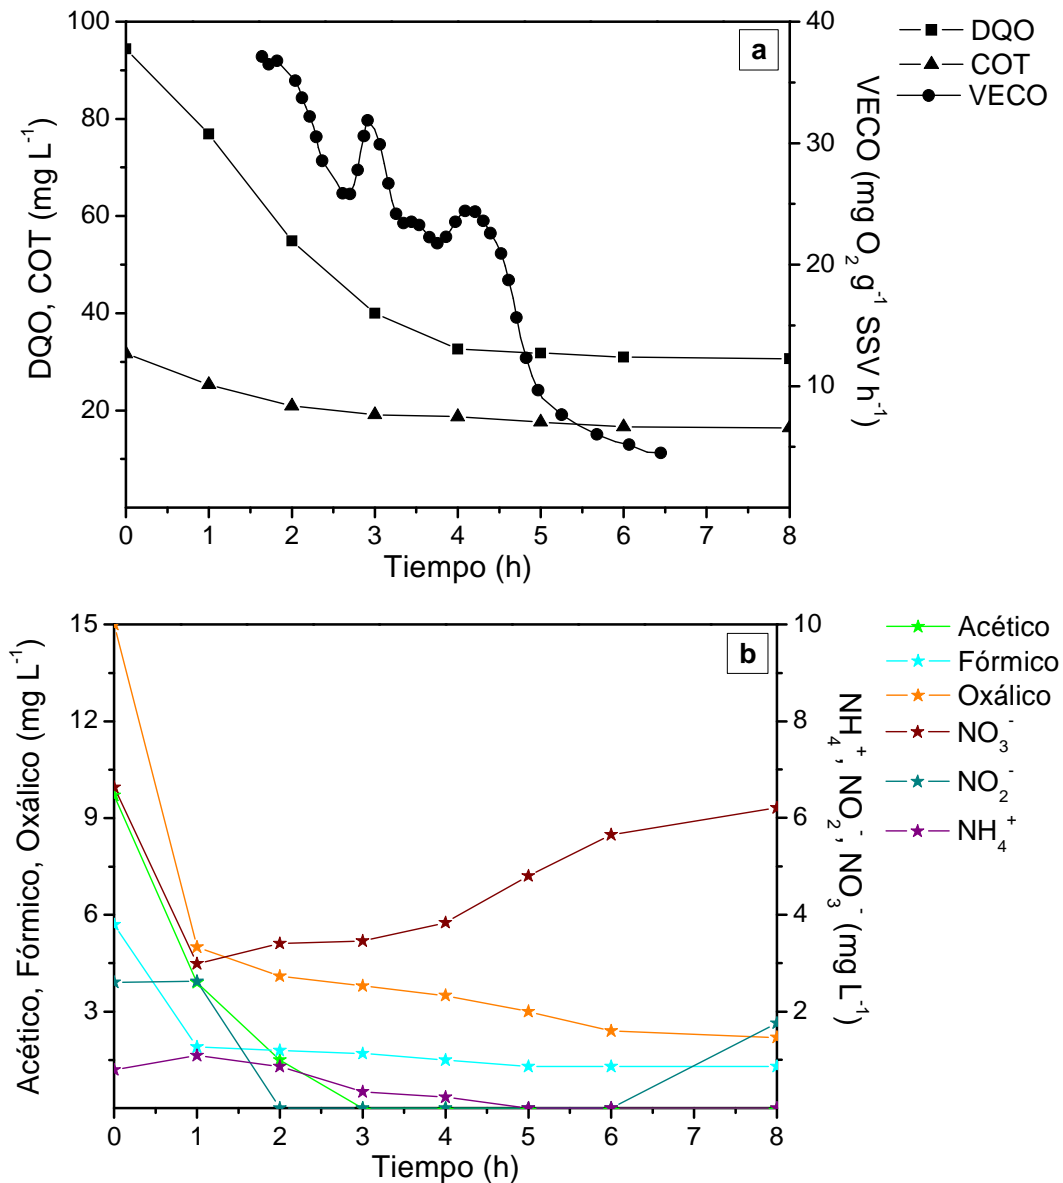 100
80
60
40
20
0
1
2
3
4
5
6
7
8
40
30
20
10
DQO, COT (mg L⁻¹)
VECO (mg O₂ g⁻¹ SSV h⁻¹)
Tiempo (h)
a
DQO
COT
VECO
15
12
9
6
3
0
1
2
3
4
5
6
7
8
10
8
6
4
2
Acético, Fórmico, Oxálico (mg L⁻¹)
NH₄⁺, NO₂⁻, NO₃⁻ (mg L⁻¹)
Tiempo (h)
b
Acético
Fórmico
Oxálico
NO₃⁻
NO₂⁻
NH₄⁺